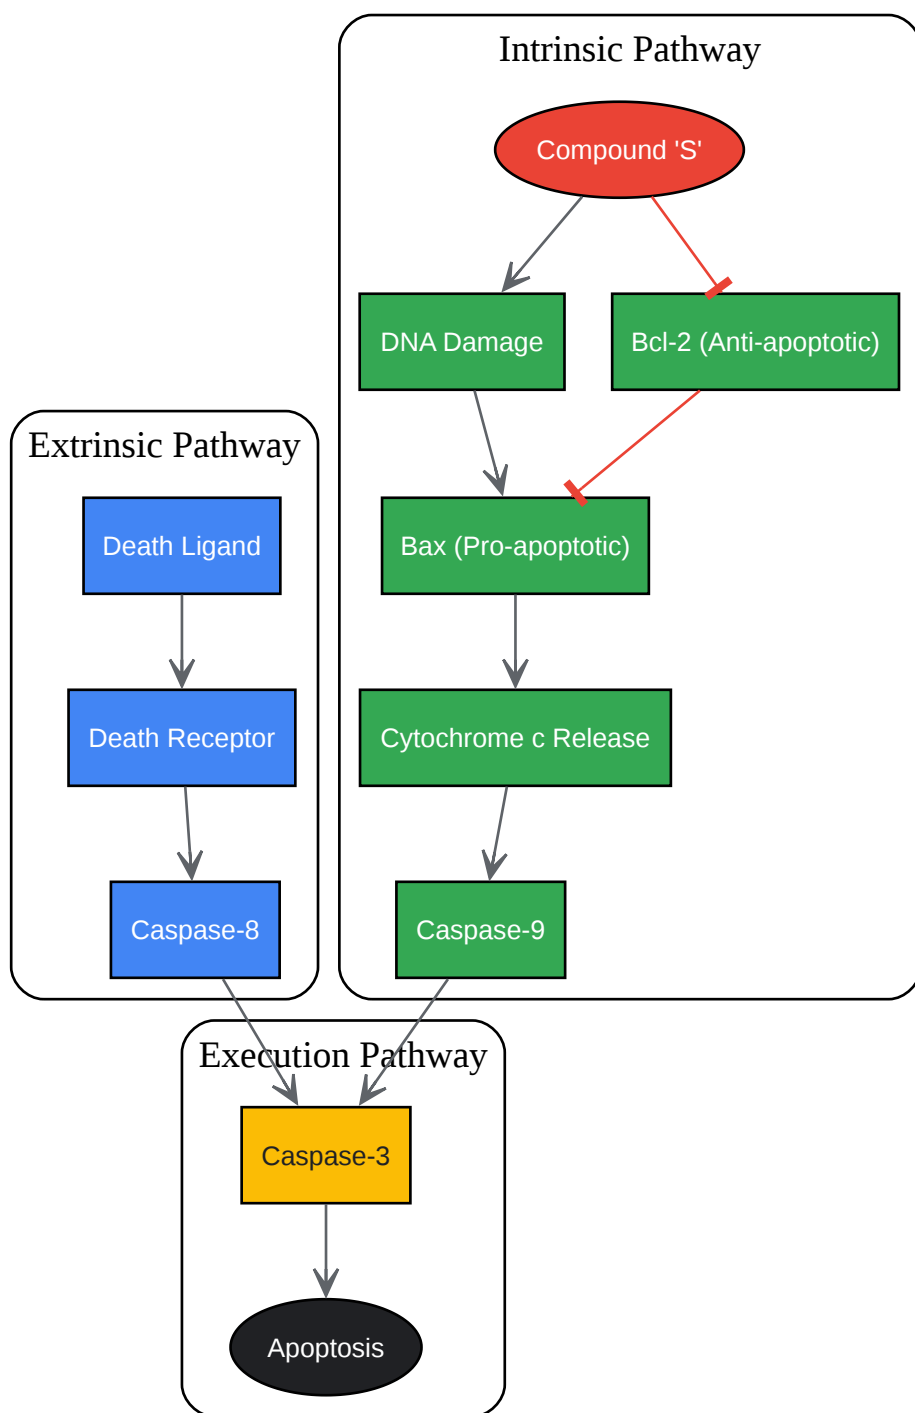 Intrinsic Pathway
Compound 'S'
DNA Damage
Bcl-2 (Anti-apoptotic)
Extrinsic Pathway
Death Ligand
Bax (Pro-apoptotic)
Death Receptor
Cytochrome c Release
Caspase-8
Caspase-9
Execution Pathway
Caspase-3
Apoptosis